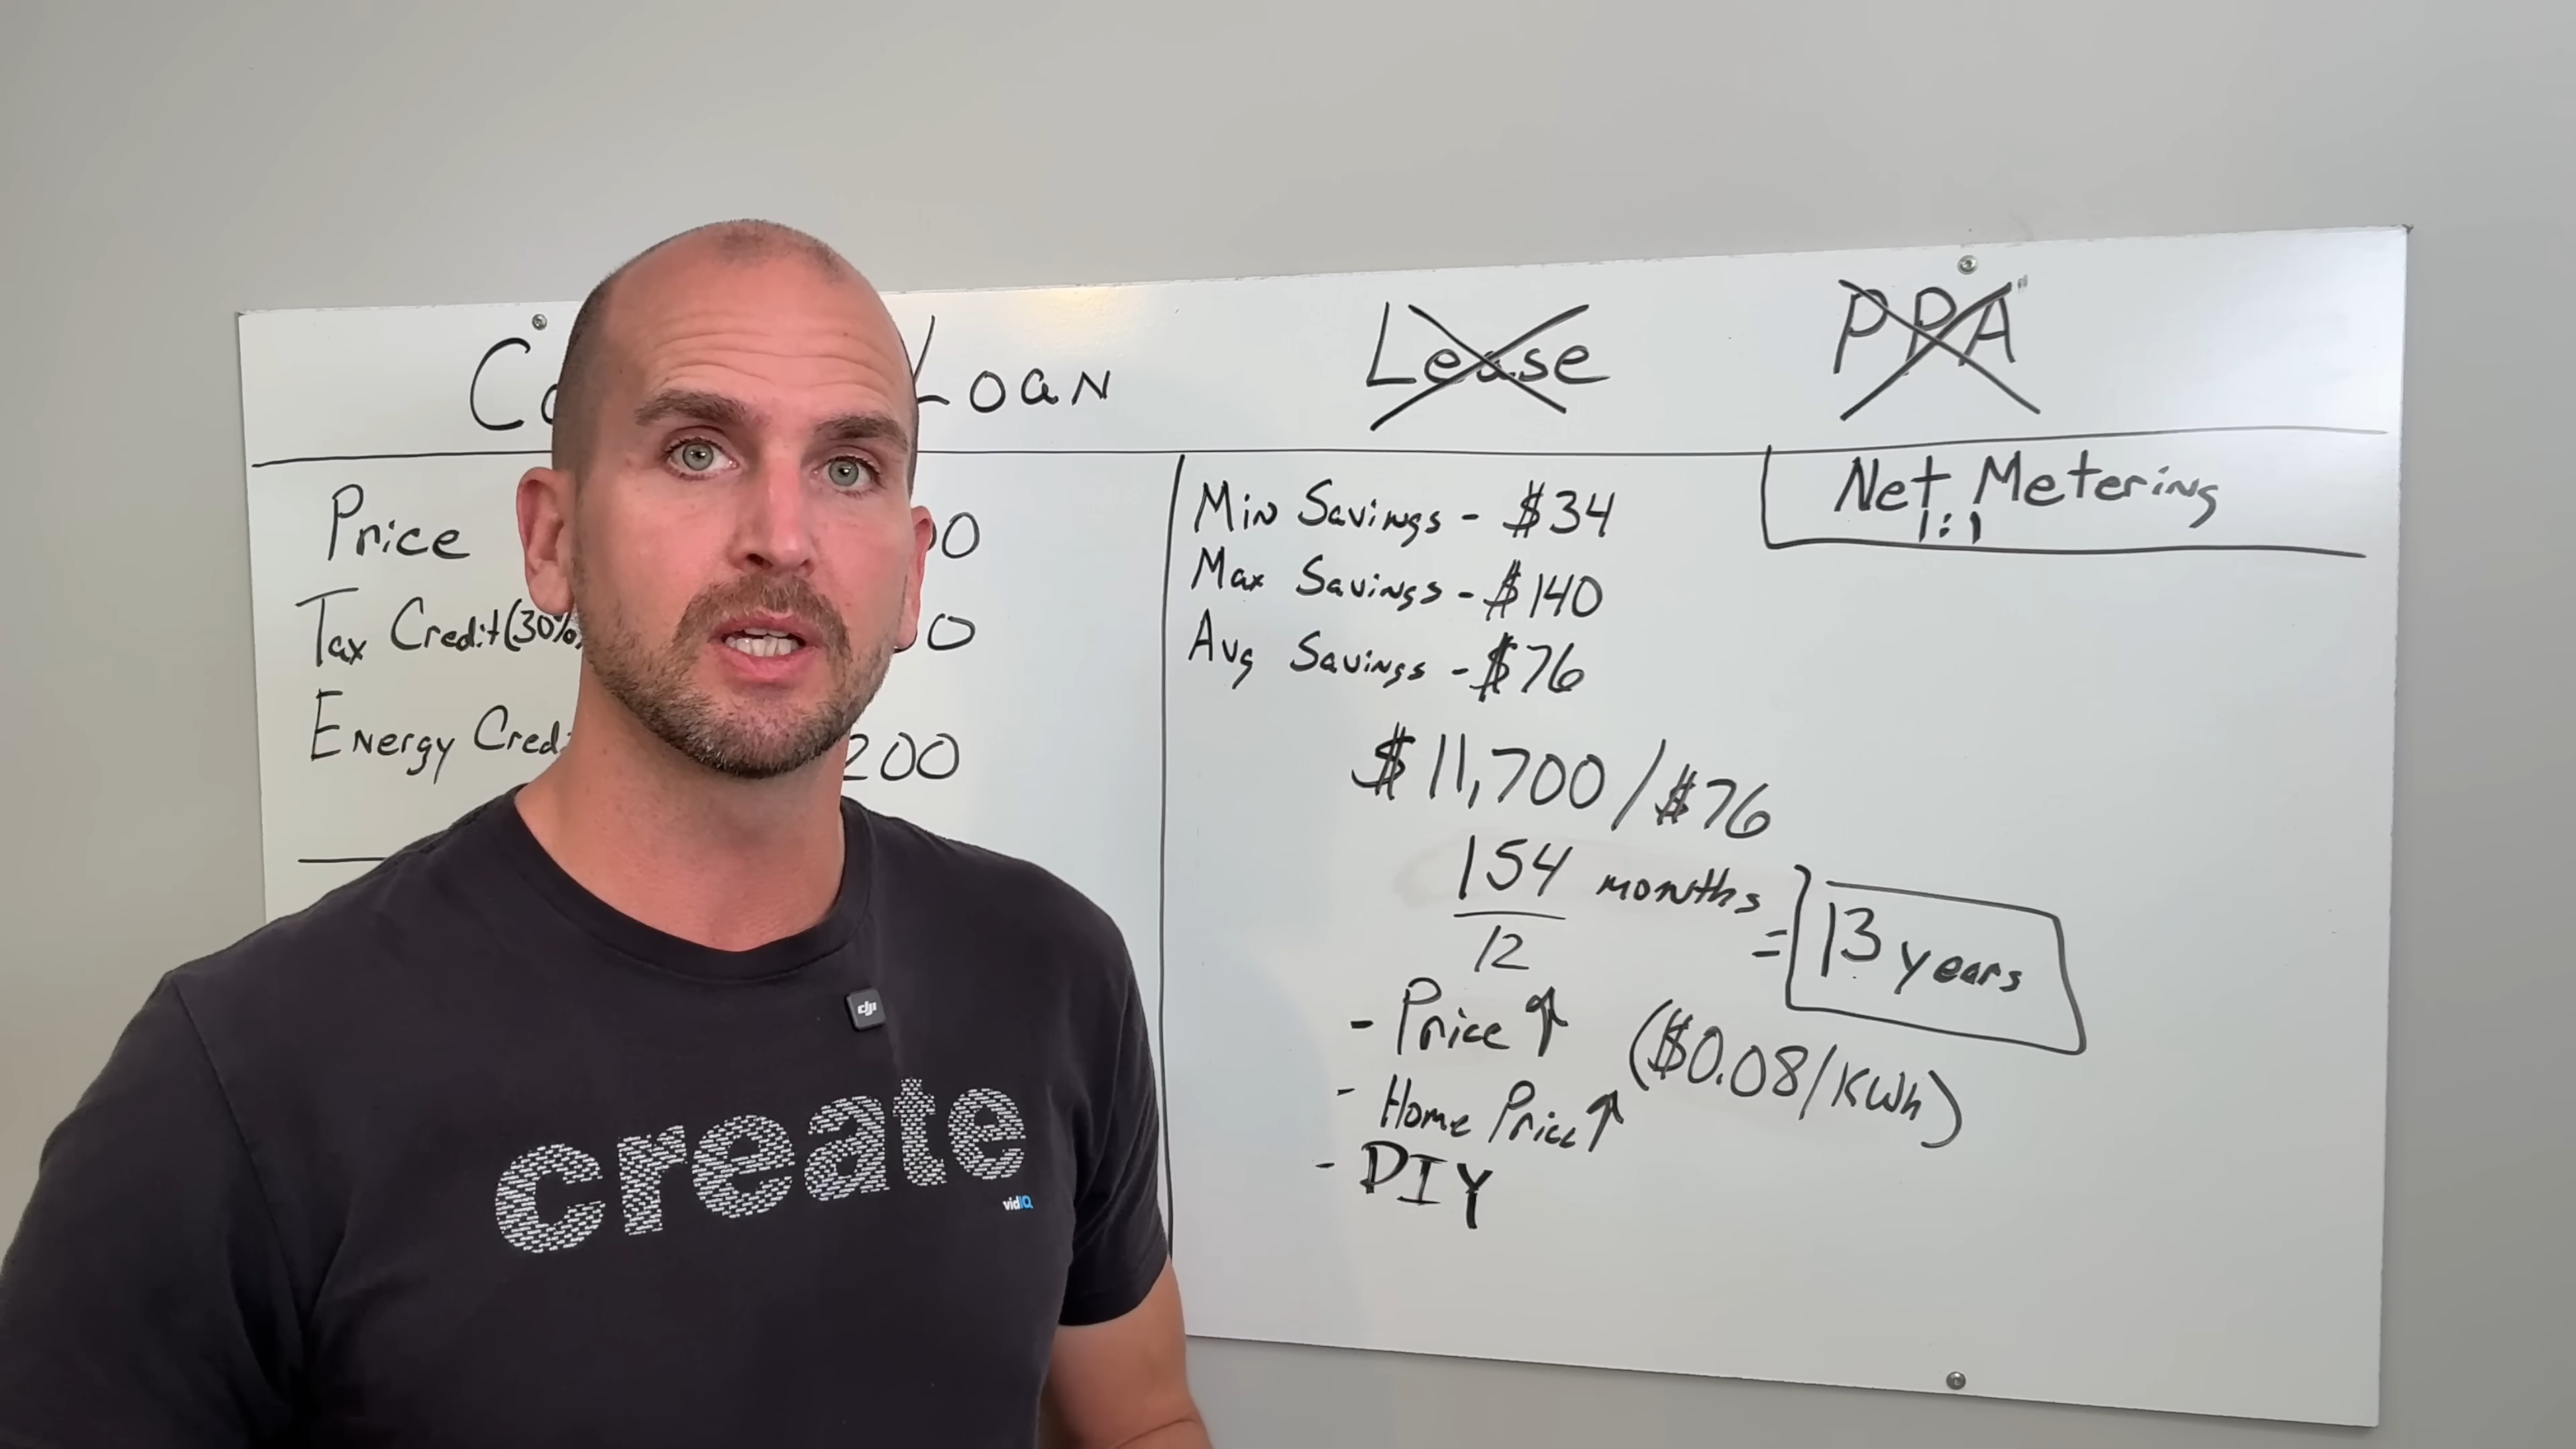 Loan
Lease
PPA
Price
Tax Credit (30%)
Energy
200
Min Savings - $34
Max Savings - $140
Avg Savings - $76
Net Metering
1:1
$11,700 / $76
154 months
12
= 13 years
- Price ↑ ($0.08/KWh)
- Home Price ↑
- DIY
dji
create
vidIQ